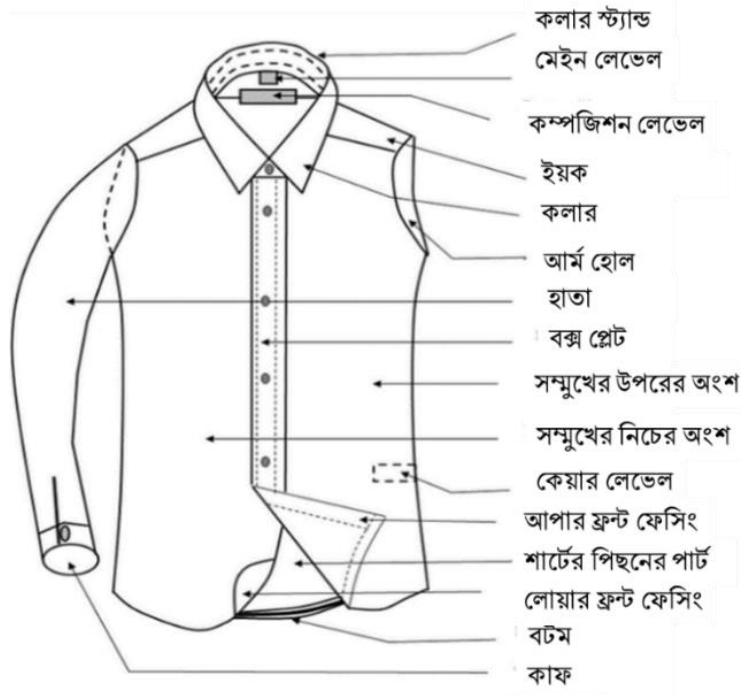 কলার স্ট্যান্ড
মেইন লেভেল
কম্পজিশন লেভেল
ইয়ক
কলার
আর্ম হোল
হাতা
বক্স প্লেট
সম্মুখের উপরের অংশ
সম্মুখের নিচের অংশ
কেয়ার লেভেল
আপার ফ্রন্ট ফেসিং
শার্টের পিছনের পার্ট
লোয়ার ফ্রন্ট ফেসিং
বটম
কাফ